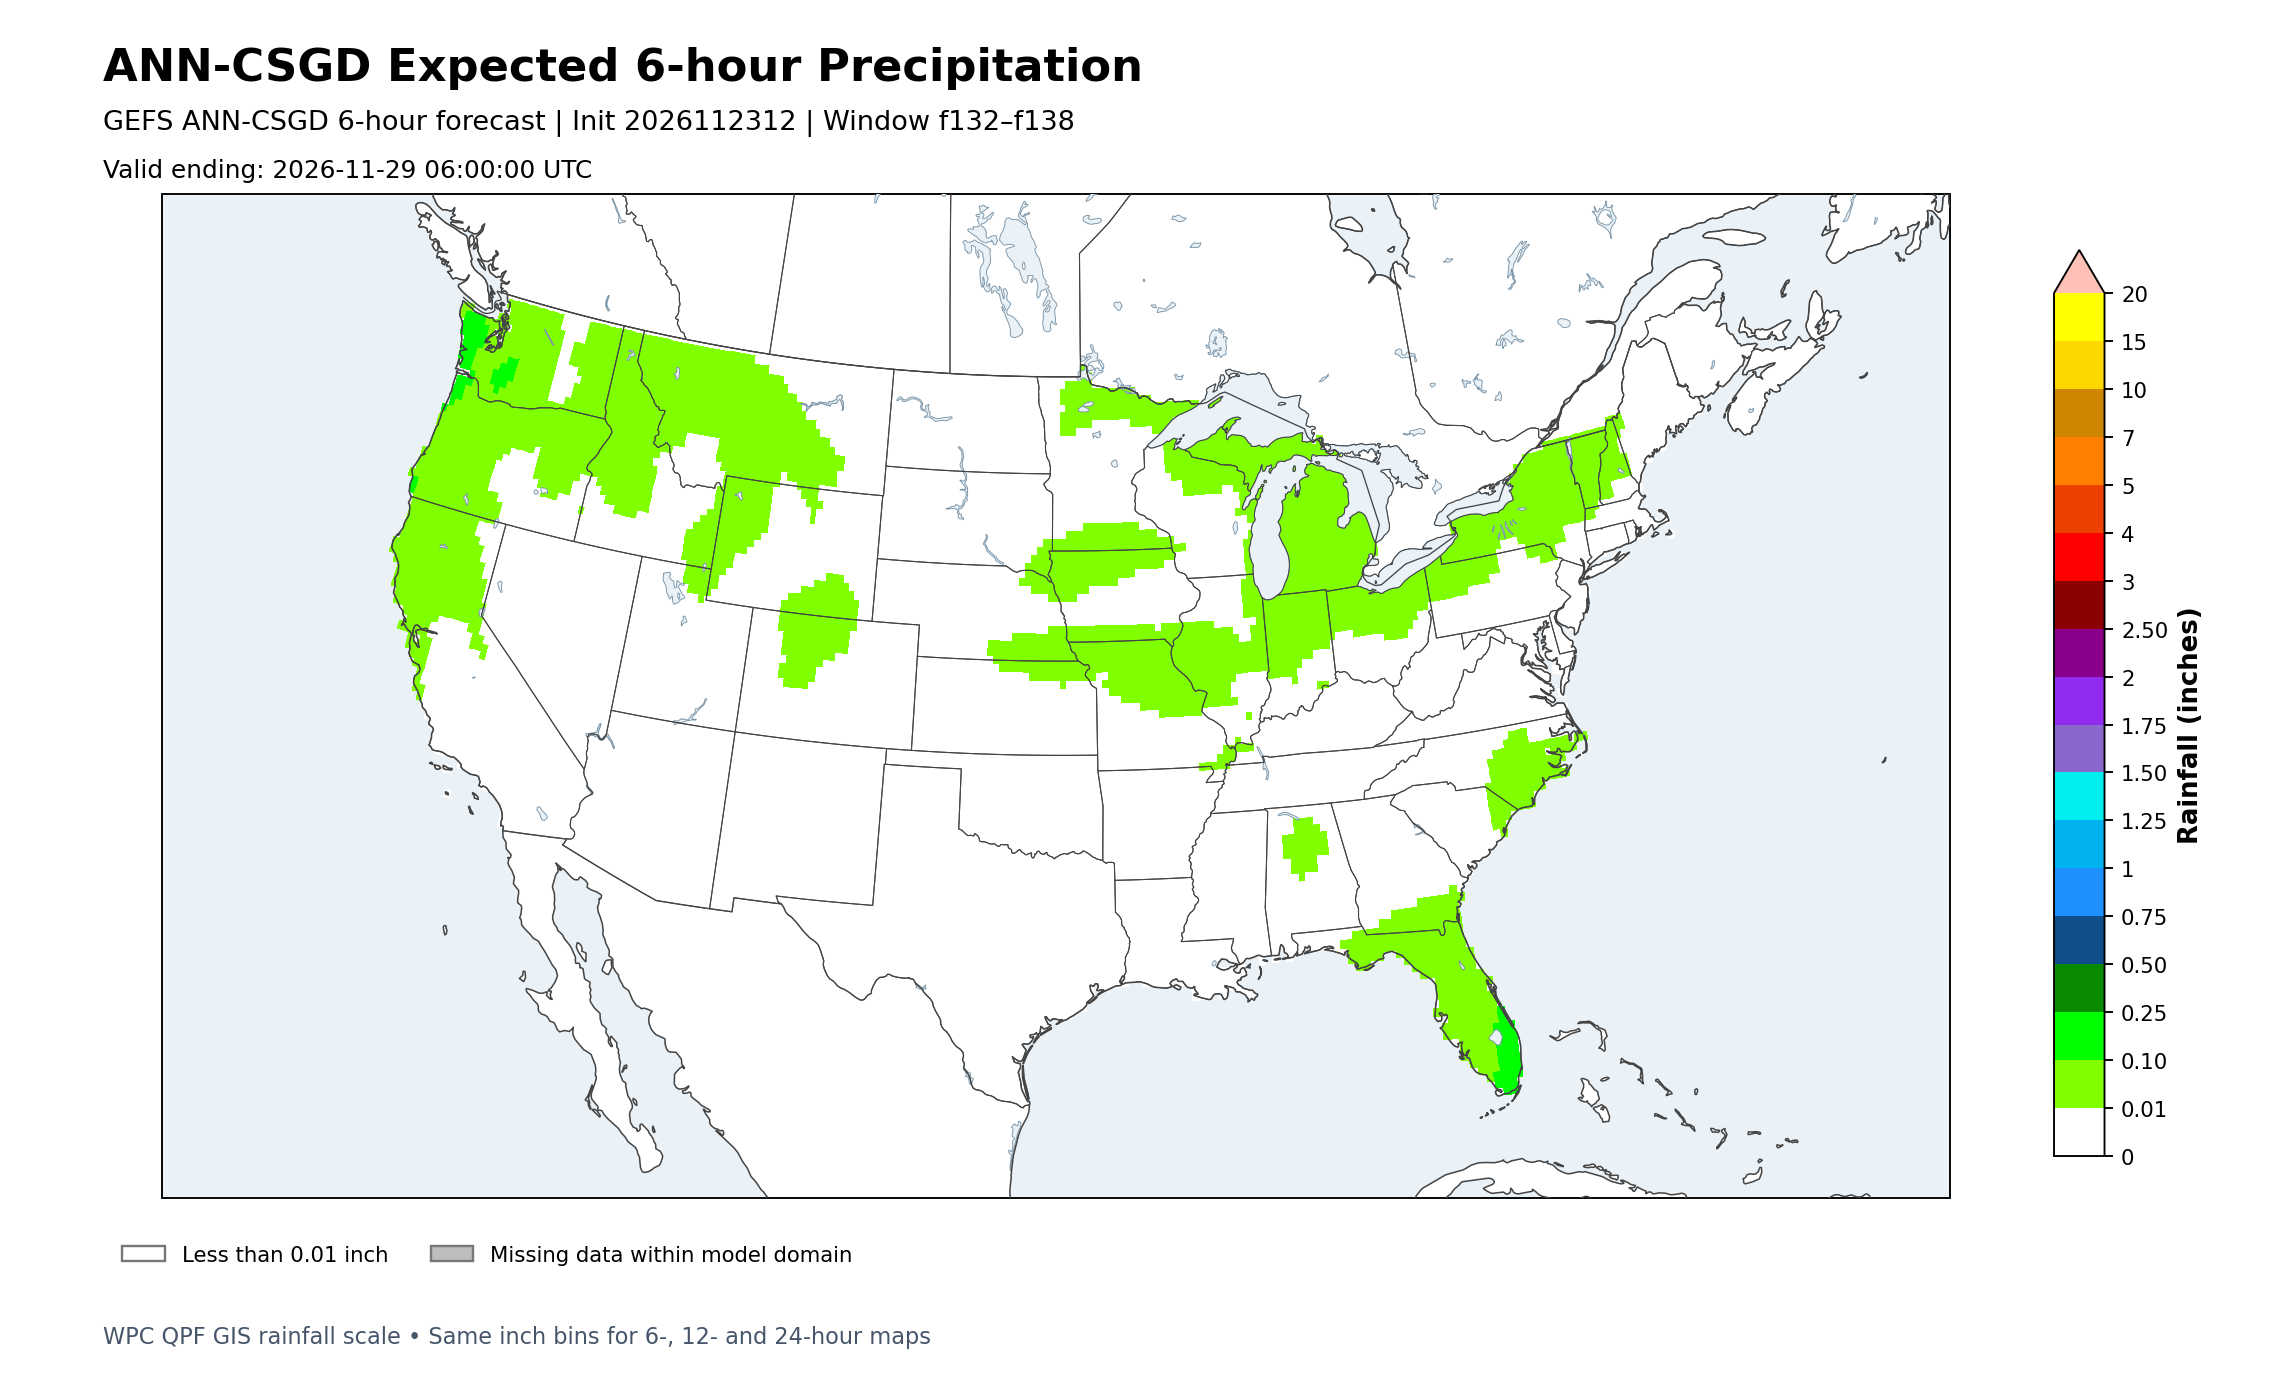 ANN-CSGD Expected 6-hour Precipitation
GEFS ANN-CSGD 6-hour forecast | Init 2026112312 | Window f132–f138
Valid ending: 2026-11-29 06:00:00 UTC
20
15
10
7
5
4
3
2.50
2
1.75
1.50
1.25
1
0.75
0.50
0.25
0.10
0.01
0
Rainfall (inches)
Less than 0.01 inch
Missing data within model domain
WPC QPF GIS rainfall scale • Same inch bins for 6-, 12- and 24-hour maps